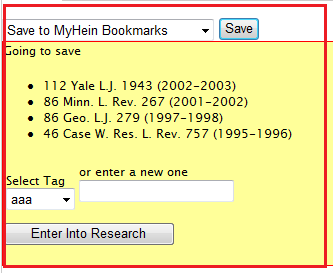 Save to MyHein Bookmarks Save
Going to save
112 Yale L.J. 1943 (2002-2003)
86 Minn. L. Rev. 267 (2001-2002)
86 Geo. L.J. 279 (1997-1998)
46 Case W. Res. L. Rev. 757 (1995-1996)
Select Tag or enter a new one
aaa
Enter Into Research